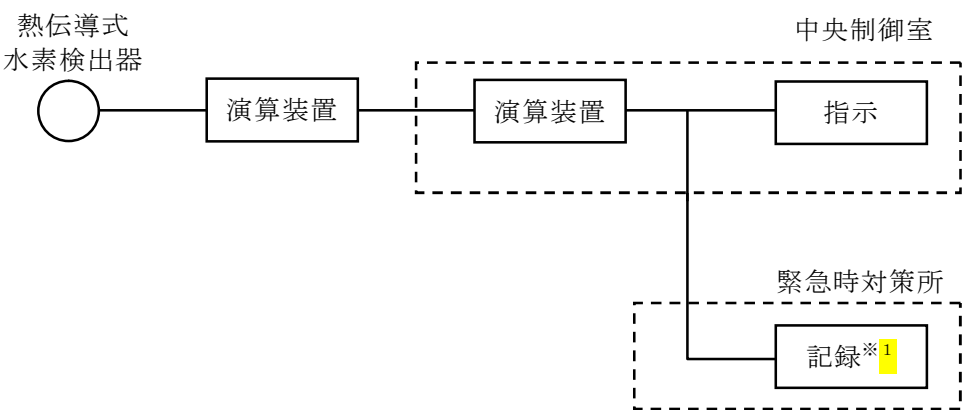 熱伝導式
水素検出器
中央制御室
演算装置
演算装置
指示
緊急時対策所
記録※1